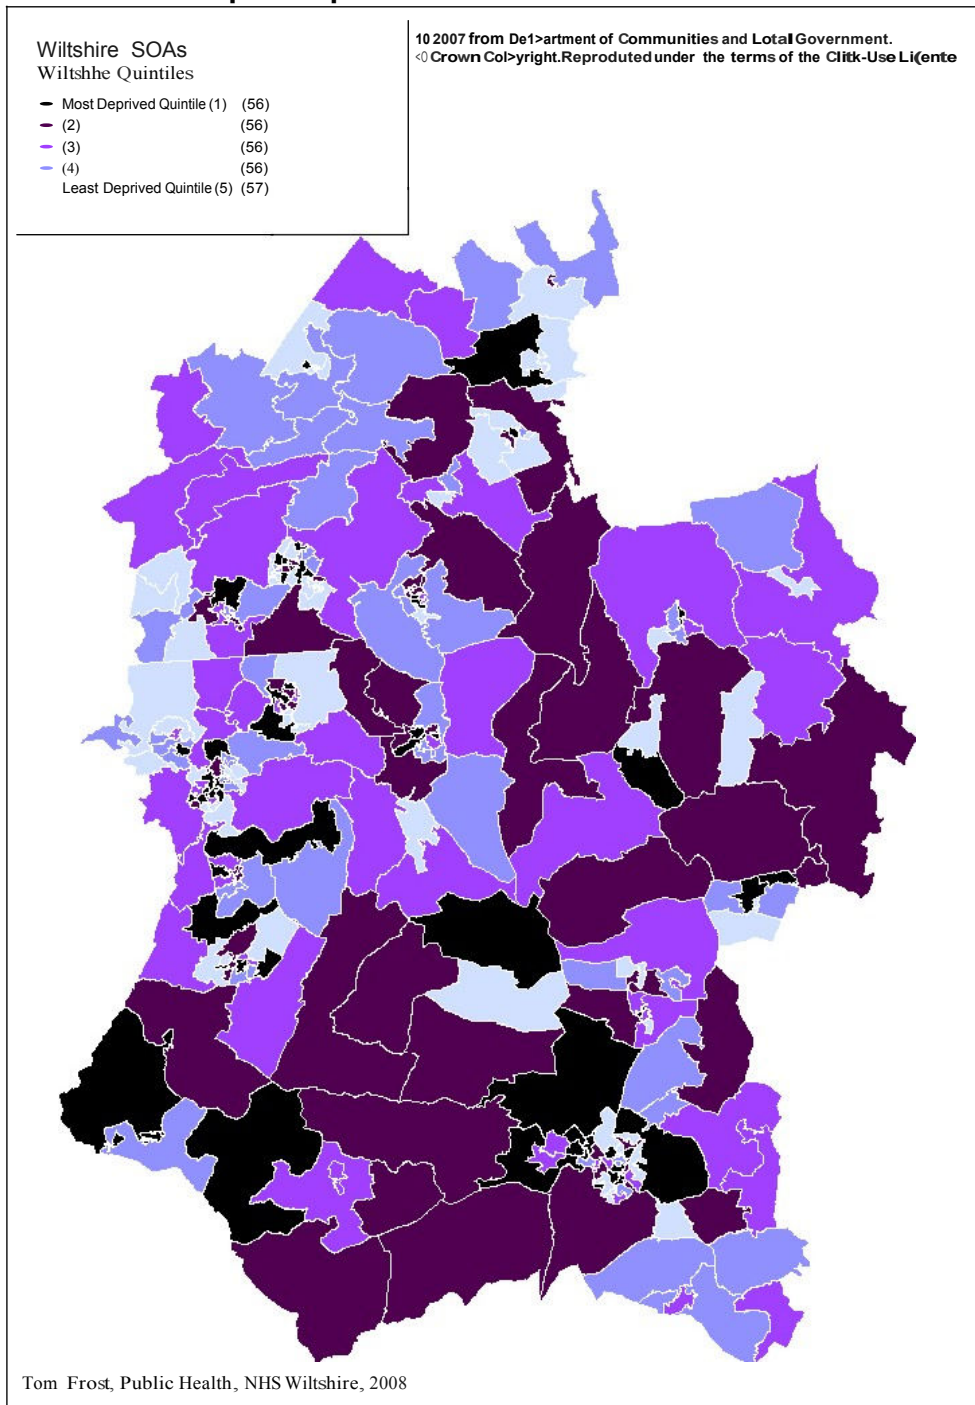 Wiltshire SOAs
Wiltshhe Quintiles
Most Deprived Quintile (1) (56)
(2) (56)
(3) (56)
(4) (56)
Least Deprived Quintile (5) (57)
10 2007 from De1>artment of Communities and Lotal Government.
<0 Crown Col>yright.Reproduted under the terms of the Clitk-Use Li(ente
Tom Frost, Public Health, NHS Wiltshire, 2008